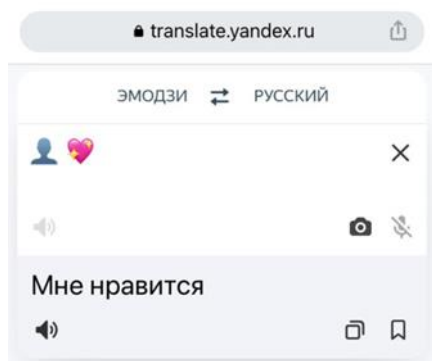 translate.yandex.ru
ЭМОДЗИ ⇄ РУССКИЙ
👤 💖
Мне нравится